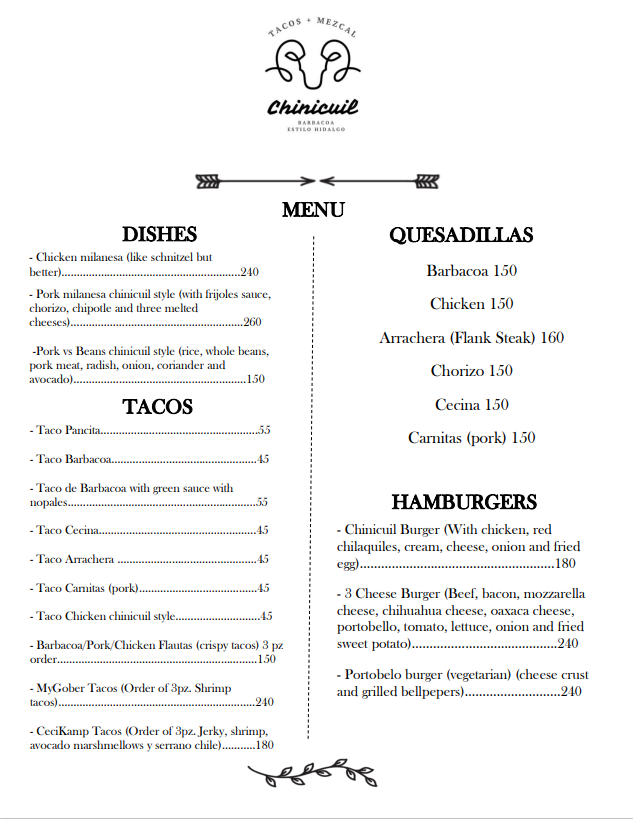 TACOS + MEZCAL
Chinicuil
BARBACOA
ESTILO HIDALGO
MENU
DISHES
- Chicken milanesa (like schnitzel but
better)..........................................................240
- Pork milanesa chinicuil style (with frijoles sauce,
chorizo, chipotle and three melted
cheeses)........................................................260
-Pork vs Beans chinicuil style (rice, whole beans,
pork meat, radish, onion, coriander and
avocado)........................................................150
TACOS
- Taco Pancita...................................................55
- Taco Barbacoa...............................................45
- Taco de Barbacoa with green sauce with
nopales.............................................................55
- Taco Cecina...................................................45
- Taco Arrachera .............................................45
- Taco Carnitas (pork)......................................45
- Taco Chicken chinicuil style...........................45
- Barbacoa/Pork/Chicken Flautas (crispy tacos) 3 pz
order.................................................................150
- MyGober Tacos (Order of 3pz. Shrimp
tacos)................................................................240
- CeciKamp Tacos (Order of 3pz. Jerky, shrimp,
avocado marshmellows y serrano chile)...........180
QUESADILLAS
Barbacoa 150
Chicken 150
Arrachera (Flank Steak) 160
Chorizo 150
Cecina 150
Carnitas (pork) 150
HAMBURGERS
- Chinicuil Burger (With chicken, red
chilaquiles, cream, cheese, onion and fried
egg)....................................................180
- 3 Cheese Burger (Beef, bacon, mozzarella
cheese, chihuahua cheese, oaxaca cheese,
portobello, tomato, lettuce, onion and fried
sweet potato).......................................240
- Portobelo burger (vegetarian) (cheese crust
and grilled bellpepers)..........................240